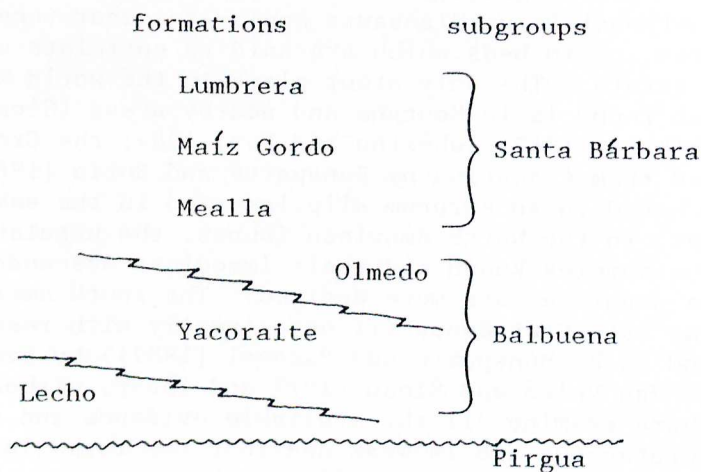 formations subgroups
Lumbrera
Maíz Gordo Santa Bárbara
Mealla
Olmedo
Yacoraite Balbuena
Lecho
Pirgua